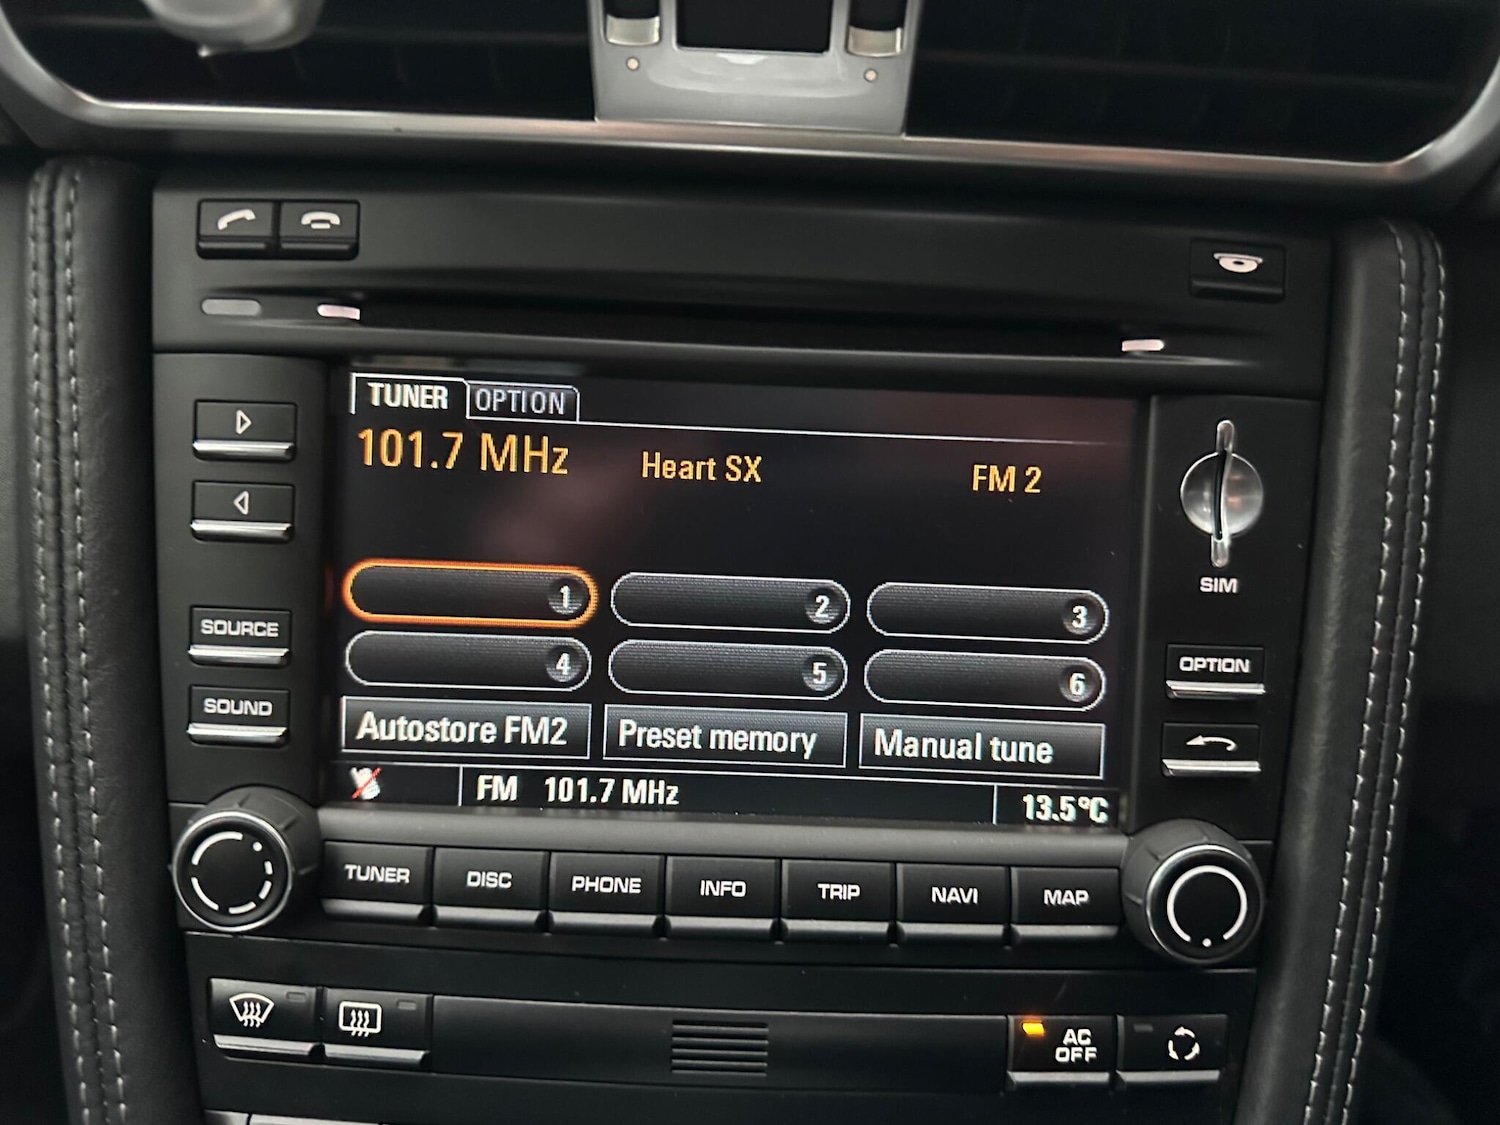 TUNER OPTION
101.7 MHz Heart SX FM 2
1 2 3
4 5 6
Autostore FM2 Preset memory Manual tune
FM 101.7 MHz 13.5°C
SIM
SOURCE
SOUND
OPTION
TUNER DISC PHONE INFO TRIP NAVI MAP
AC
OFF